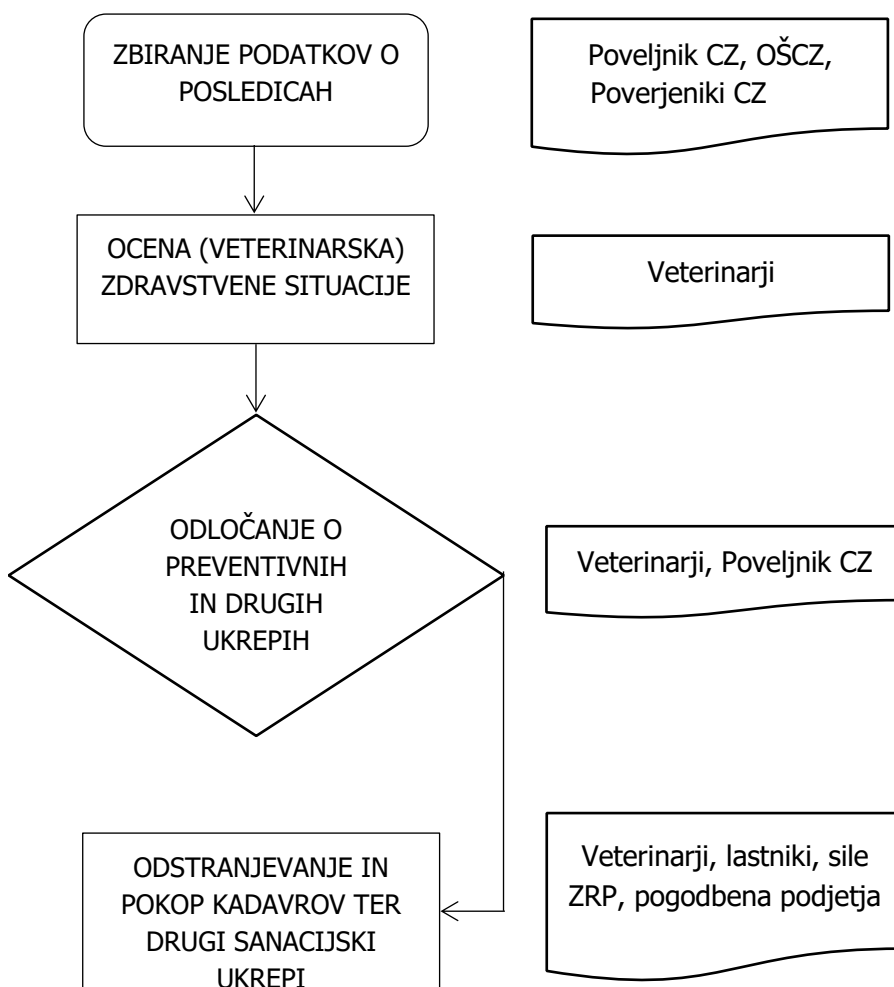 ZBIRANJE PODATKOV O
POSLEDICAH
Poveljnik CZ, OŠCZ,
Poverjeniki CZ
OCENA (VETERINARSKA)
ZDRAVSTVENE SITUACIJE
Veterinarji
ODLOČANJE O
PREVENTIVNIH
IN DRUGIH
UKREPIH
Veterinarji, Poveljnik CZ
ODSTRANJEVANJE IN
POKOP KADAVROV TER
DRUGI SANACIJSKI
UKREPI
Veterinarji, lastniki, sile
ZRP, pogodbena podjetja